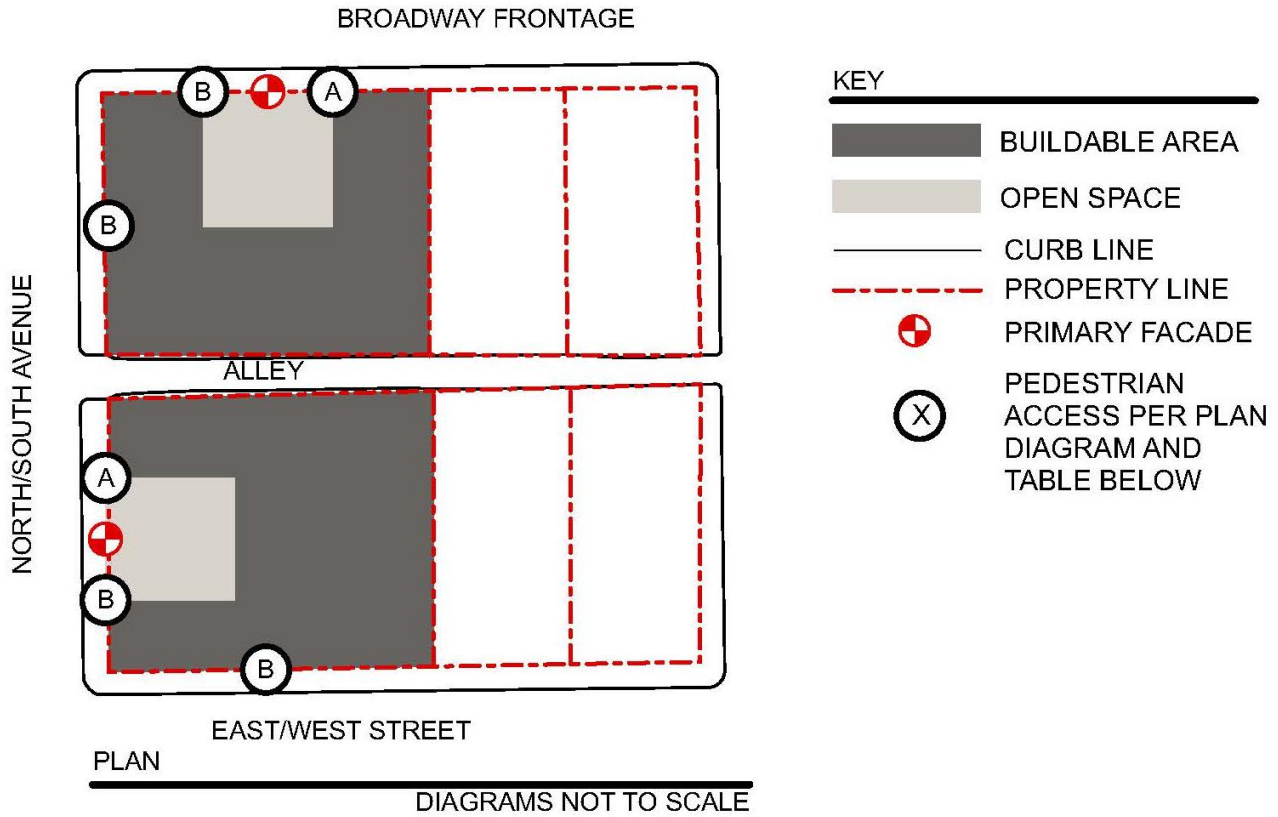 BROADWAY FRONTAGE
B
A
B
ALLEY
NORTH/SOUTH AVENUE
A
B
B
EAST/WEST STREET
PLAN
DIAGRAMS NOT TO SCALE
KEY
BUILDABLE AREA
OPEN SPACE
CURB LINE
PROPERTY LINE
PRIMARY FACADE
X
PEDESTRIAN
ACCESS PER PLAN
DIAGRAM AND
TABLE BELOW